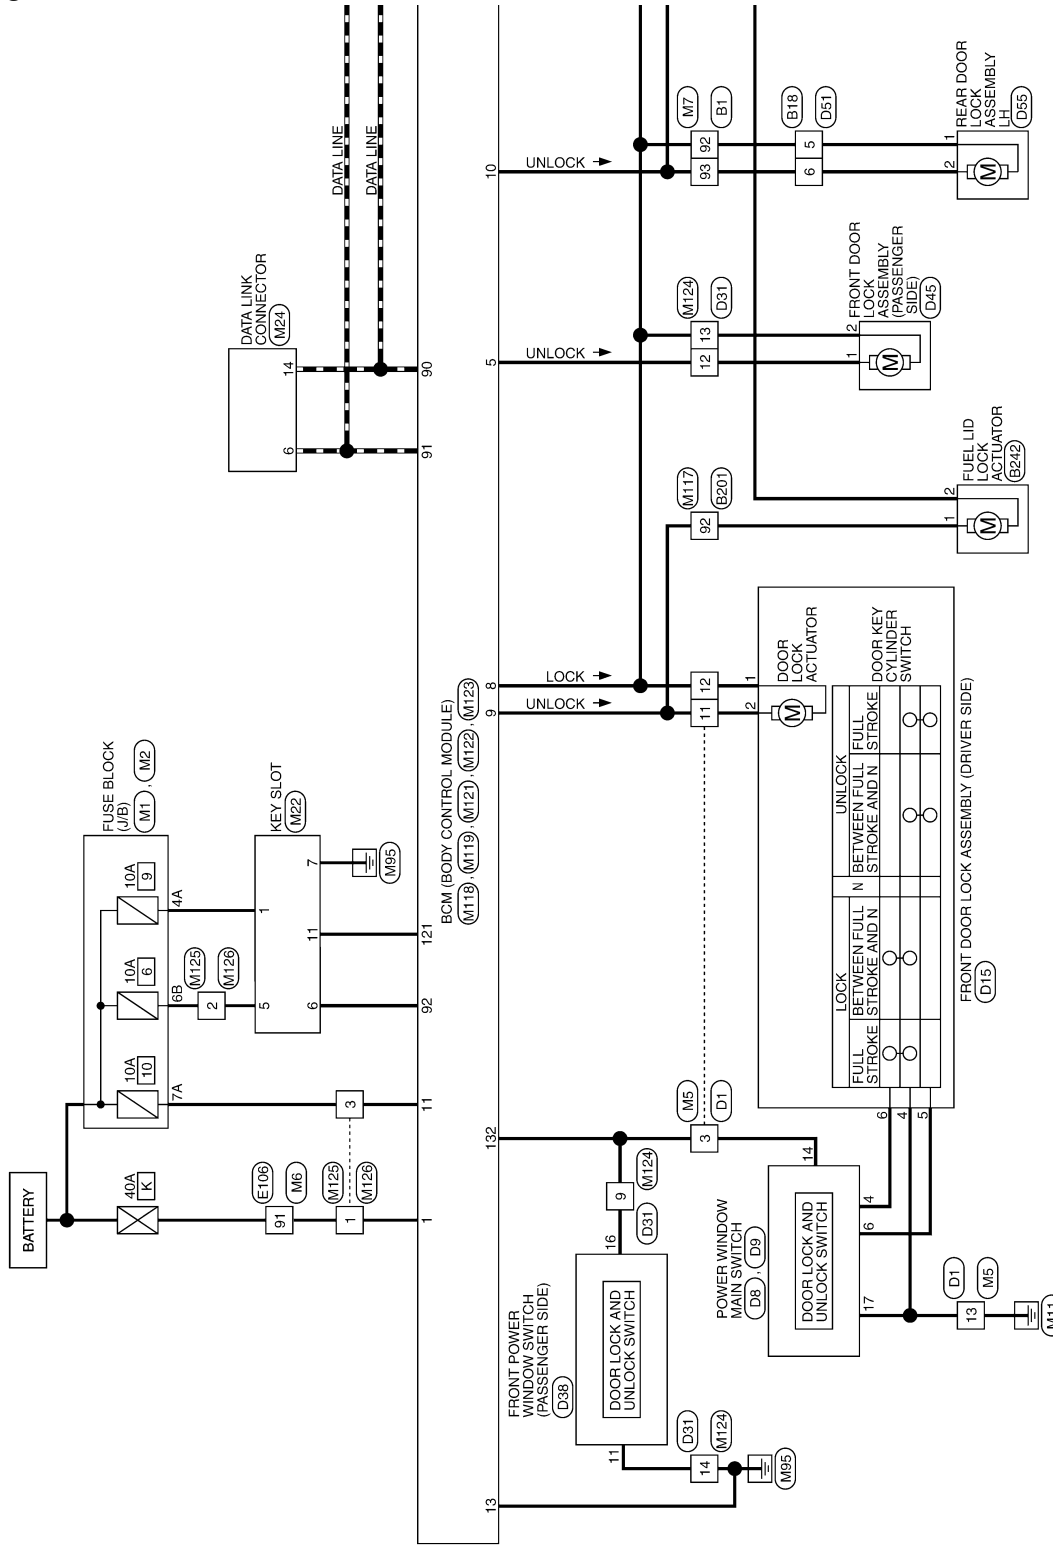 BATTERY
40A
K
E106
M6
91
M125
M126
1
1
FUSE BLOCK
(J/B)
M1 , M2
10A
10
7A
3
11
10A
6
6B
M125
M126
2
5
10A
9
4A
1
KEY SLOT
M22
6
11
7
M95
92
121
DATA LINK
CONNECTOR
M24
6
14
91
90
DATA LINE
DATA LINE
BCM (BODY CONTROL MODULE)
M118 , M119 , M121 , M122 , M123
13
132
9
8
5
10
UNLOCK
LOCK
UNLOCK
UNLOCK
FRONT POWER
WINDOW SWITCH
(PASSENGER SIDE)
D38
DOOR LOCK AND
UNLOCK SWITCH
11
16
D31
M124
14
M95
D31
M124
9
M5
D1
3
POWER WINDOW
MAIN SWITCH
D8 , D9
DOOR LOCK AND
UNLOCK SWITCH
14
17
6
4
D1
M5
13
6
4
5
FRONT DOOR LOCK ASSEMBLY (DRIVER SIDE)
D15
LOCK
N
UNLOCK
FULL
STROKE
BETWEEN FULL
STROKE AND N
BETWEEN FULL
STROKE AND N
FULL
STROKE
DOOR KEY
CYLINDER
SWITCH
11
12
2
1
M
DOOR
LOCK
ACTUATOR
M117
B201
92
1
2
M
FUEL LID
LOCK
ACTUATOR
B242
M124
D31
12
13
1
2
M
FRONT DOOR
LOCK
ASSEMBLY
(PASSENGER
SIDE)
D45
M7
B1
93
92
B18
D51
6
5
2
1
M
REAR DOOR
LOCK
ASSEMBLY
LH
D55